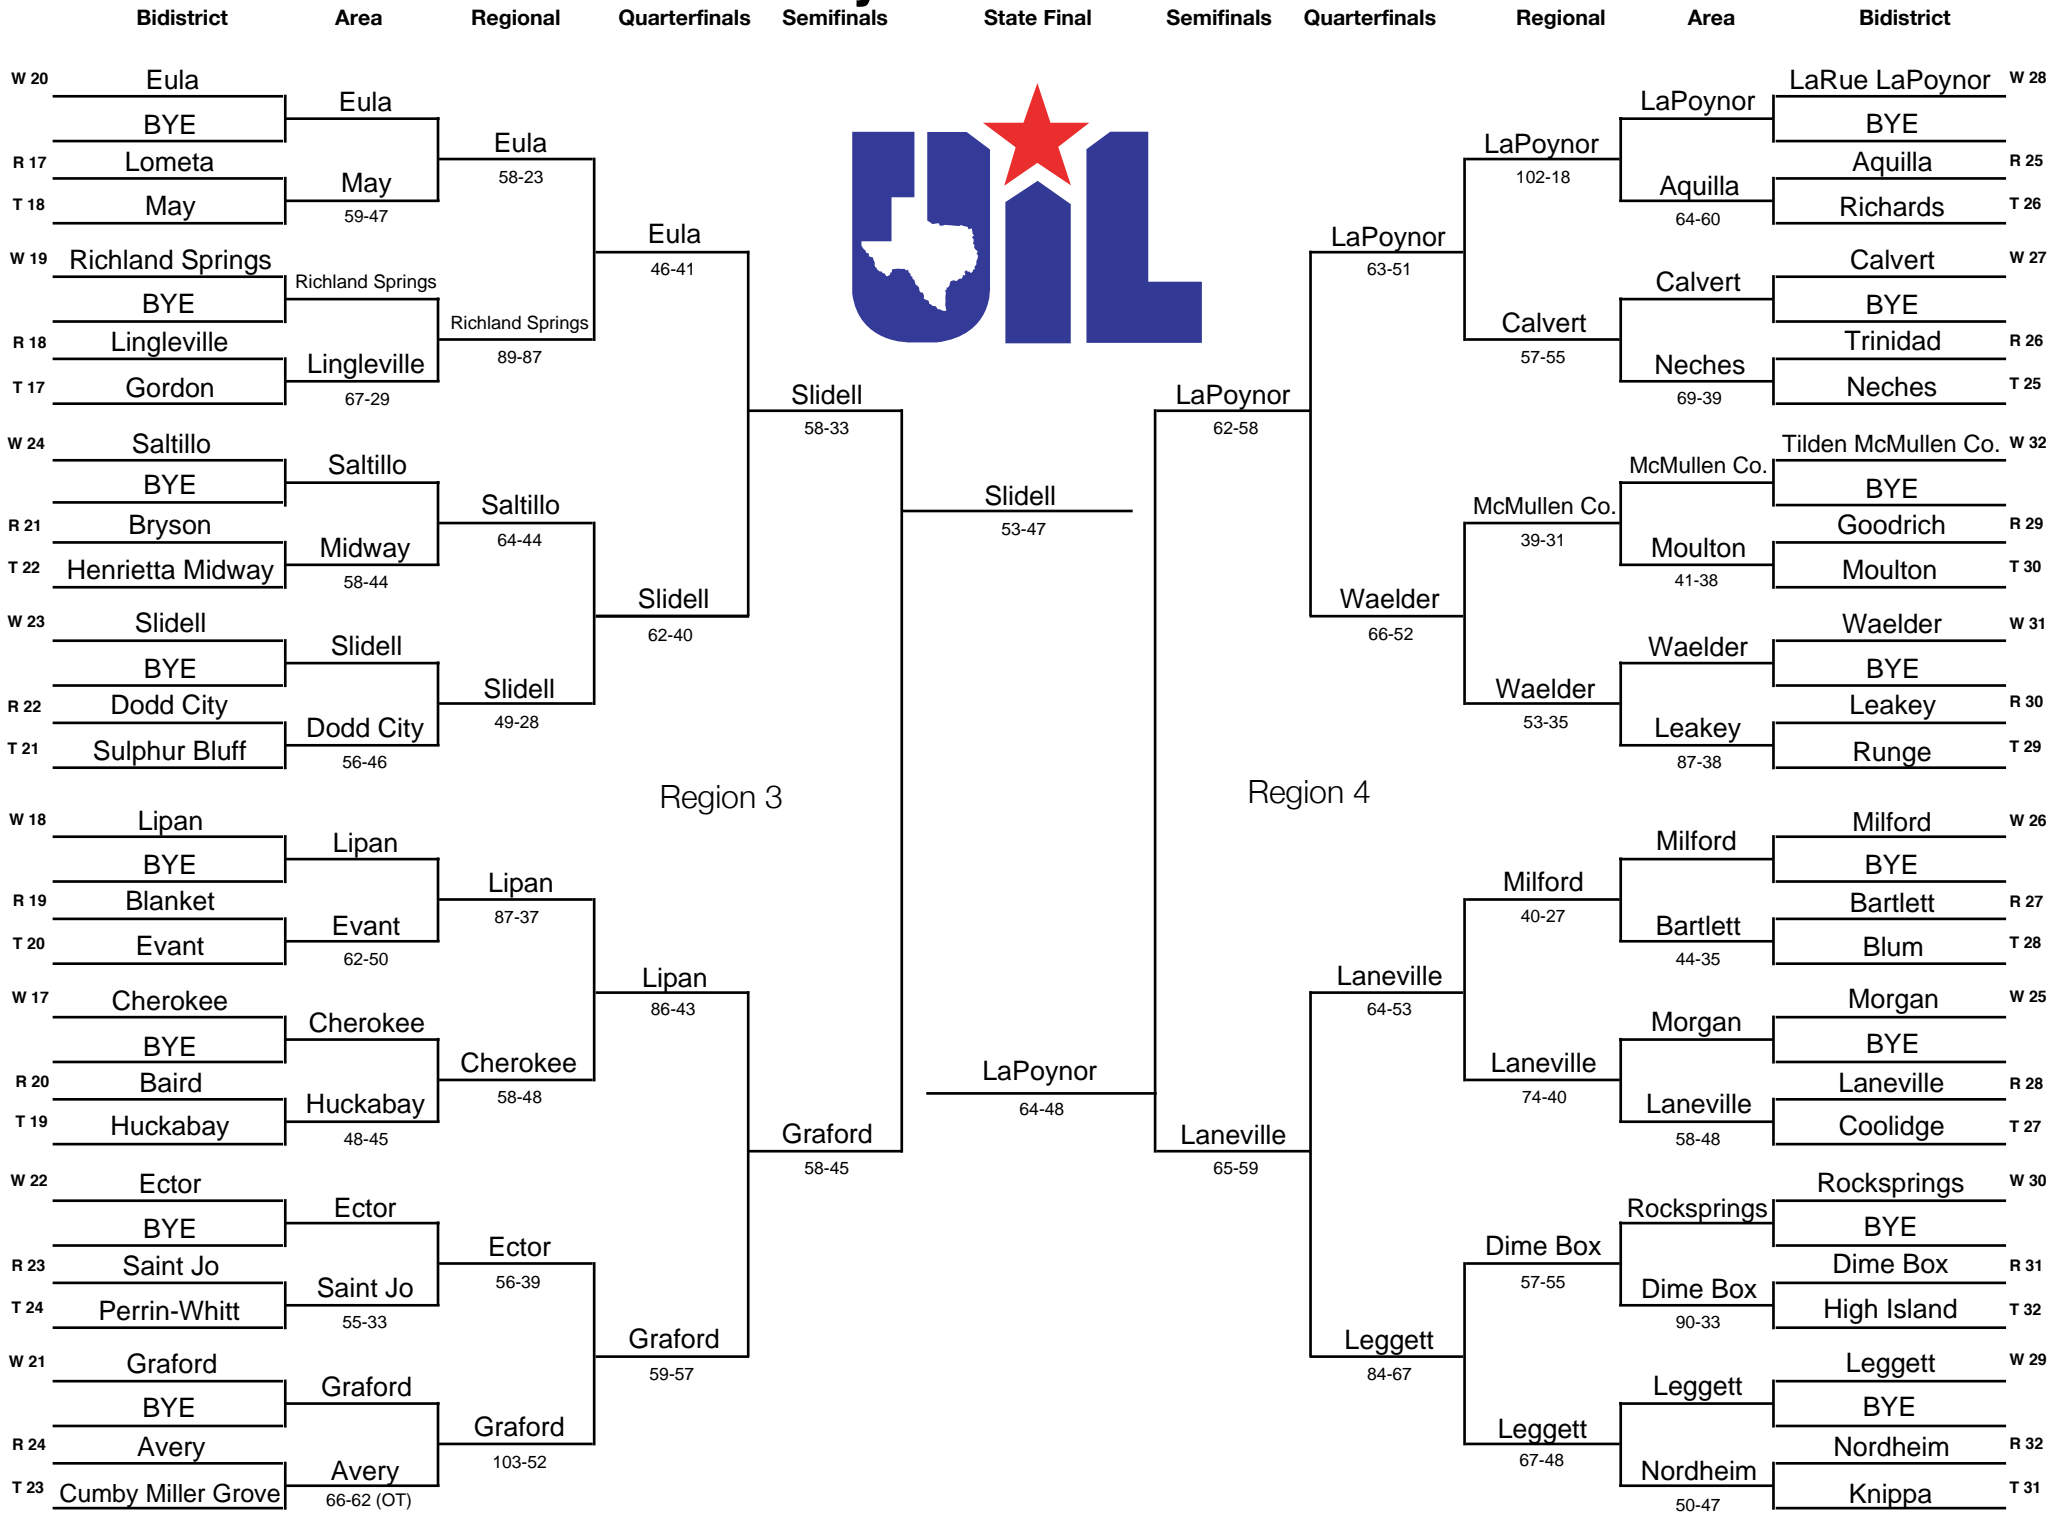 Bidistrict Area Regional Quarterfinals Semifinals State Final Semifinals Quarterfinals Regional Area Bidistrict
W 20 Eula
Eula
BYE
Eula
58-23
R 17 Lometa
May
59-47
T 18 May
Eula
46-41
W 19 Richland Springs
Richland Springs
BYE
Richland Springs
89-87
R 18 Lingleville
Lingleville
67-29
T 17 Gordon
Slidell
58-33
W 24 Saltillo
Saltillo
BYE
Saltillo
64-44
R 21 Bryson
Midway
58-44
T 22 Henrietta Midway
Slidell
62-40
W 23 Slidell
Slidell
BYE
Slidell
49-28
R 22 Dodd City
Dodd City
56-46
T 21 Sulphur Bluff
Region 3
Slidell
53-47
W 18 Lipan
Lipan
BYE
Lipan
87-37
R 19 Blanket
Evant
62-50
T 20 Evant
Lipan
86-43
W 17 Cherokee
Cherokee
BYE
Cherokee
58-48
R 20 Baird
Huckabay
48-45
T 19 Huckabay
Graford
58-45
W 22 Ector
Ector
BYE
Ector
56-39
R 23 Saint Jo
Saint Jo
55-33
T 24 Perrin-Whitt
Graford
59-57
W 21 Graford
Graford
BYE
Graford
103-52
R 24 Avery
Avery
66-62 (OT)
T 23 Cumby Miller Grove
UIL
LaRue LaPoynor W 28
LaPoynor
BYE
LaPoynor
102-18
Aquilla R 25
Aquilla
64-60
Richards T 26
LaPoynor
63-51
Calvert W 27
Calvert
BYE
Calvert
57-55
Trinidad R 26
Neches
69-39
Neches T 25
LaPoynor
62-58
Tilden McMullen Co. W 32
McMullen Co.
BYE
McMullen Co.
39-31
Goodrich R 29
Moulton
41-38
Moulton T 30
Waelder
66-52
Waelder W 31
Waelder
BYE
Waelder
53-35
Leakey R 30
Leakey
87-38
Runge T 29
Region 4
LaPoynor
64-48
Milford W 26
Milford
BYE
Milford
40-27
Bartlett R 27
Bartlett
44-35
Blum T 28
Laneville
64-53
Morgan W 25
Morgan
BYE
Laneville
74-40
Laneville R 28
Laneville
58-48
Coolidge T 27
Laneville
65-59
Rocksprings W 30
Rocksprings
BYE
Dime Box
57-55
Dime Box R 31
Dime Box
90-33
High Island T 32
Leggett
84-67
Leggett W 29
Leggett
BYE
Leggett
67-48
Nordheim R 32
Nordheim
50-47
Knippa T 31